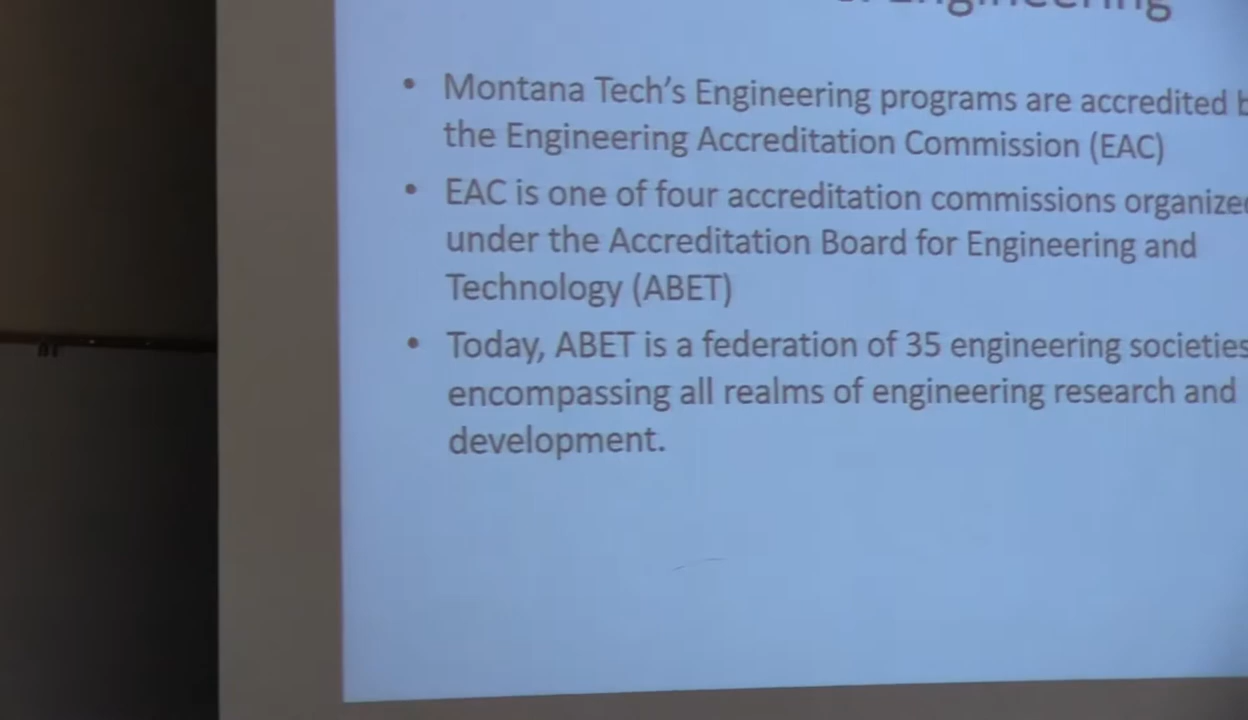 Engineering
• Montana Tech's Engineering programs are accredited
the Engineering Accreditation Commission (EAC)
• EAC is one of four accreditation commissions organized
under the Accreditation Board for Engineering and
Technology (ABET)
• Today, ABET is a federation of 35 engineering societies
encompassing all realms of engineering research and
development.